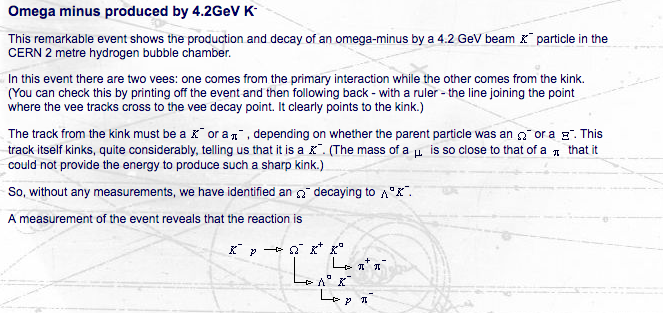 Omega minus produced by 4.2GeV K⁻
This remarkable event shows the production and decay of an omega-minus by a 4.2 GeV beam K⁻ particle in the
CERN 2 metre hydrogen bubble chamber.
In this event there are two vees: one comes from the primary interaction while the other comes from the kink.
(You can check this by printing off the event and then following back - with a ruler - the line joining the point
where the vee tracks cross to the vee decay point. It clearly points to the kink.)
The track from the kink must be a K⁻ or a π⁻, depending on whether the parent particle was an Ω⁻ or a Ξ⁻. This
track itself kinks, quite considerably, telling us that it is a K⁻. (The mass of a μ is so close to that of a π that it
could not provide the energy to produce such a sharp kink.)
So, without any measurements, we have identified an Ω⁻ decaying to Λ°K⁻.
A measurement of the event reveals that the reaction is
K⁻ p → Ω⁻ K⁺ K°
↳ π⁺ π⁻
↳ Λ° K⁻
↳ p π⁻